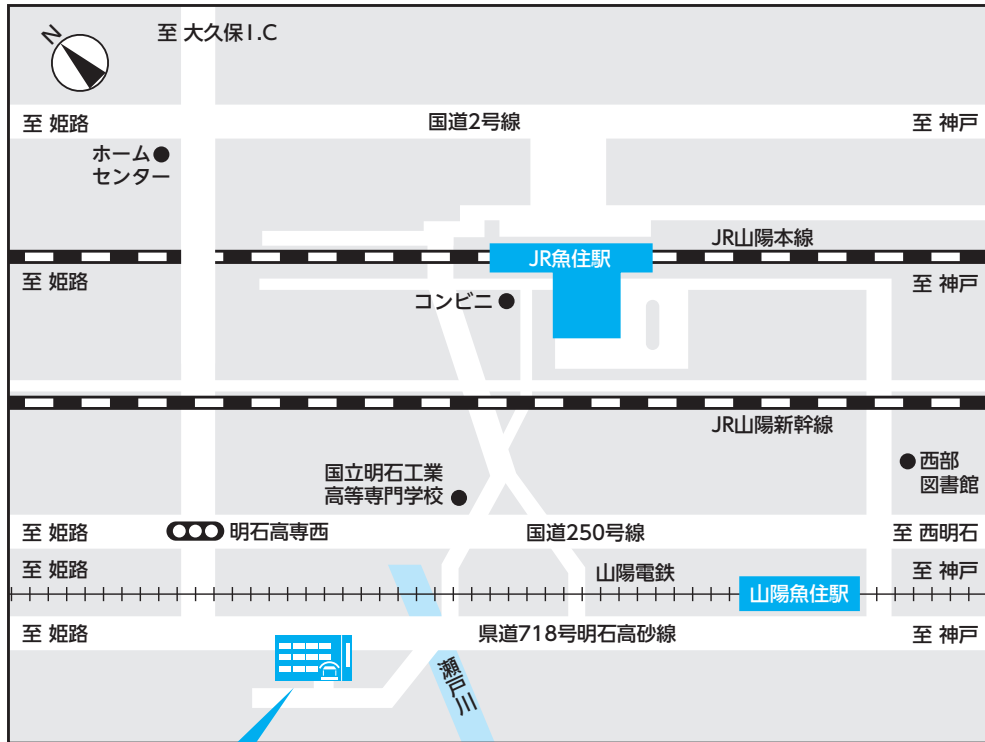 N
至 大久保I.C
至 姫路
国道2号線
至 神戸
ホーム
センター
JR山陽本線
JR魚住駅
至 姫路
至 神戸
コンビニ
JR山陽新幹線
西部
図書館
国立明石工業
高等専門学校
至 姫路
明石高専西
国道250号線
至 西明石
至 姫路
山陽電鉄
至 神戸
山陽魚住駅
至 姫路
県道718号明石高砂線
至 神戸
瀬戸川